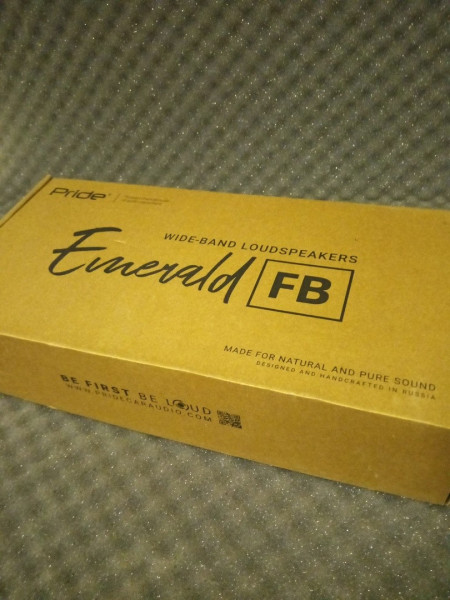 Pride
WIDE-BAND LOUDSPEAKERS
Emerald FB
MADE FOR NATURAL AND PURE SOUND
DESIGNED AND HANDCRAFTED IN RUSSIA
BE FIRST BE LOUD
WWW.PRIDECARAUDIO.COM